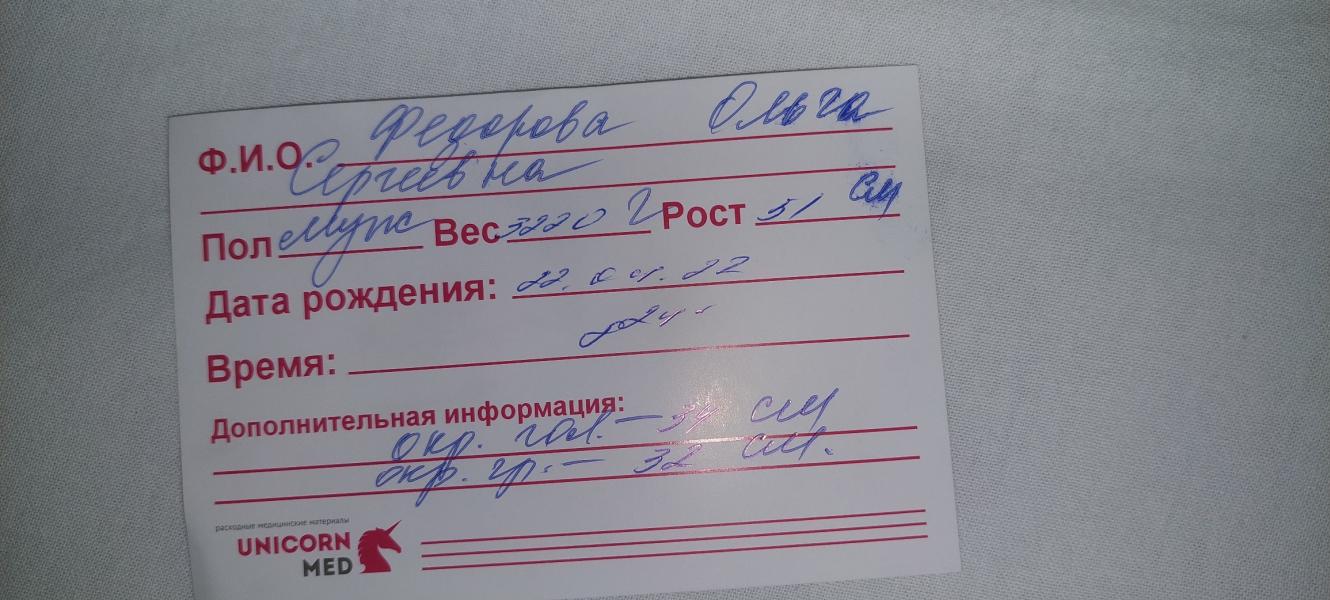 Ф.И.О. Федорова Ольга
Сергеевна
Пол муж Вес 3220 г Рост 51 см
Дата рождения: 22.04.22
Время:
Дополнительная информация:
окр. гол. – 34 см
окр. гр. – 32 см.
расходные медицинские материалы
UNICORN
MED